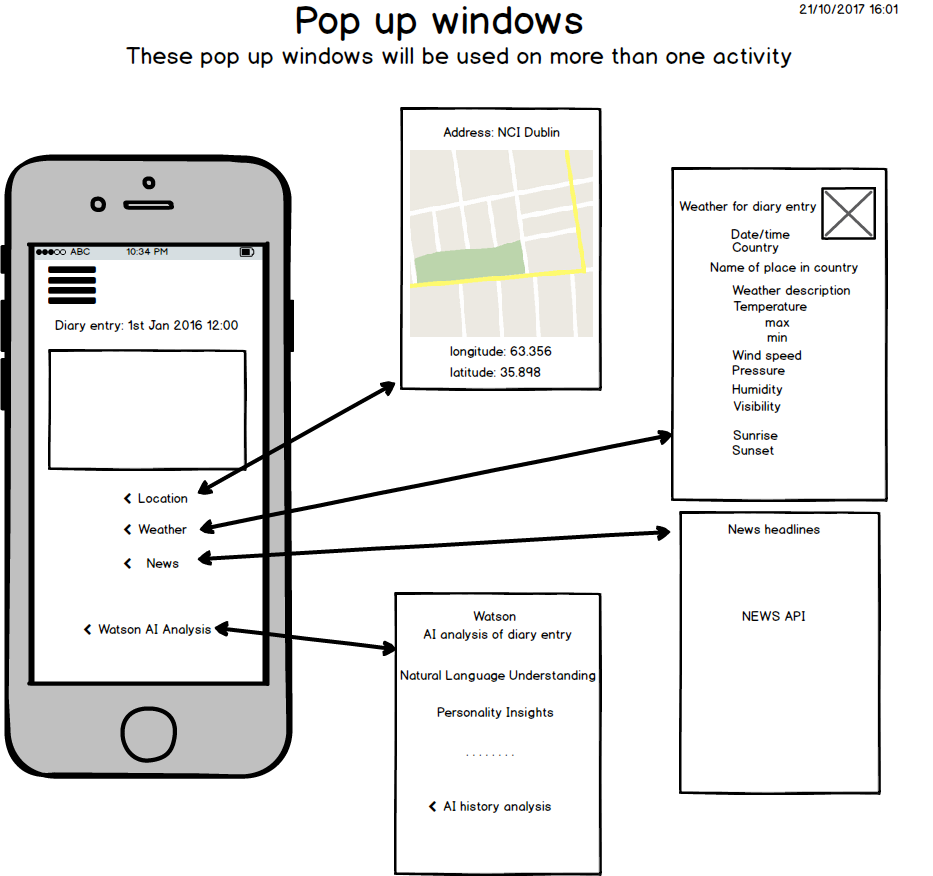 Pop up windows
21/10/2017 16:01
These pop up windows will be used on more than one activity
ABC 10:34 PM
Diary entry: 1st Jan 2016 12:00
Location
Weather
News
Watson AI Analysis
Address: NCI Dublin
longitude: 63.356
latitude: 35.898
Weather for diary entry
Date/time
Country
Name of place in country
Weather description
Temperature
max
min
Wind speed
Pressure
Humidity
Visibility
Sunrise
Sunset
News headlines
NEWS API
Watson
AI analysis of diary entry
Natural Language Understanding
Personality Insights
. . . . . . . .
AI history analysis